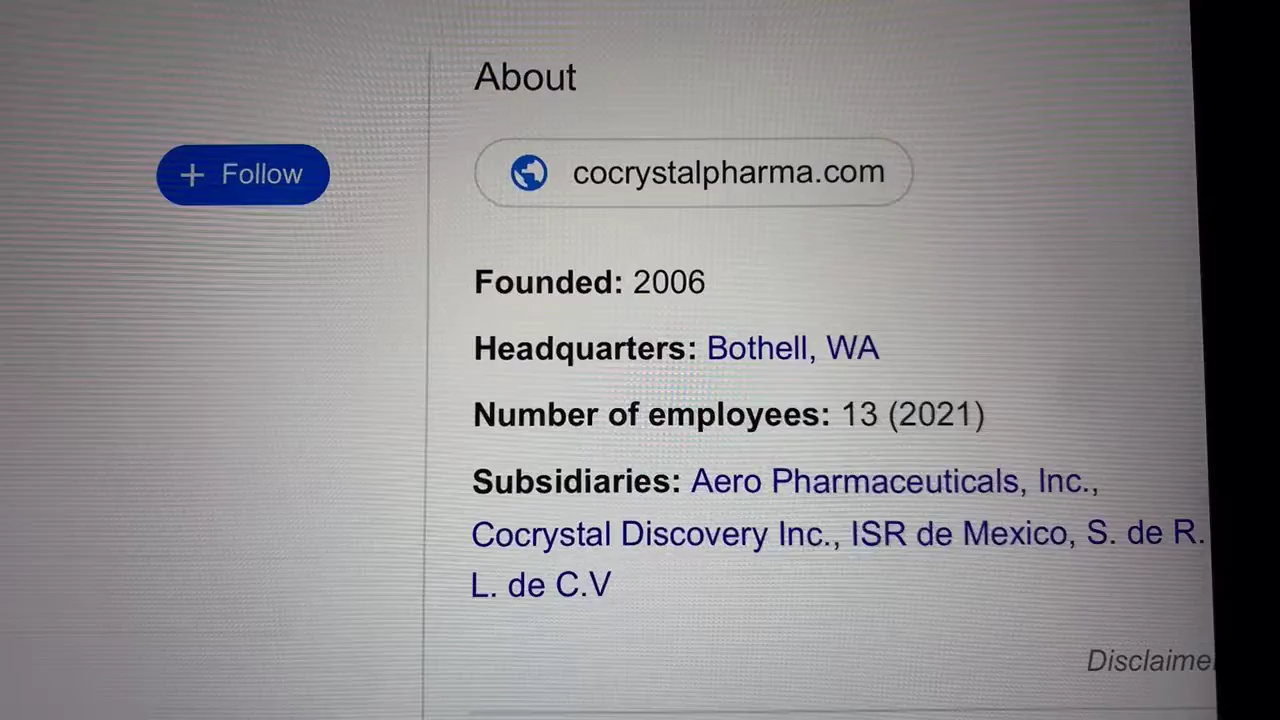 About
+ Follow
cocrystalpharma.com
Founded: 2006
Headquarters: Bothell, WA
Number of employees: 13 (2021)
Subsidiaries: Aero Pharmaceuticals, Inc.,
Cocrystal Discovery Inc., ISR de Mexico, S. de R.
L. de C.V
Disclaimer